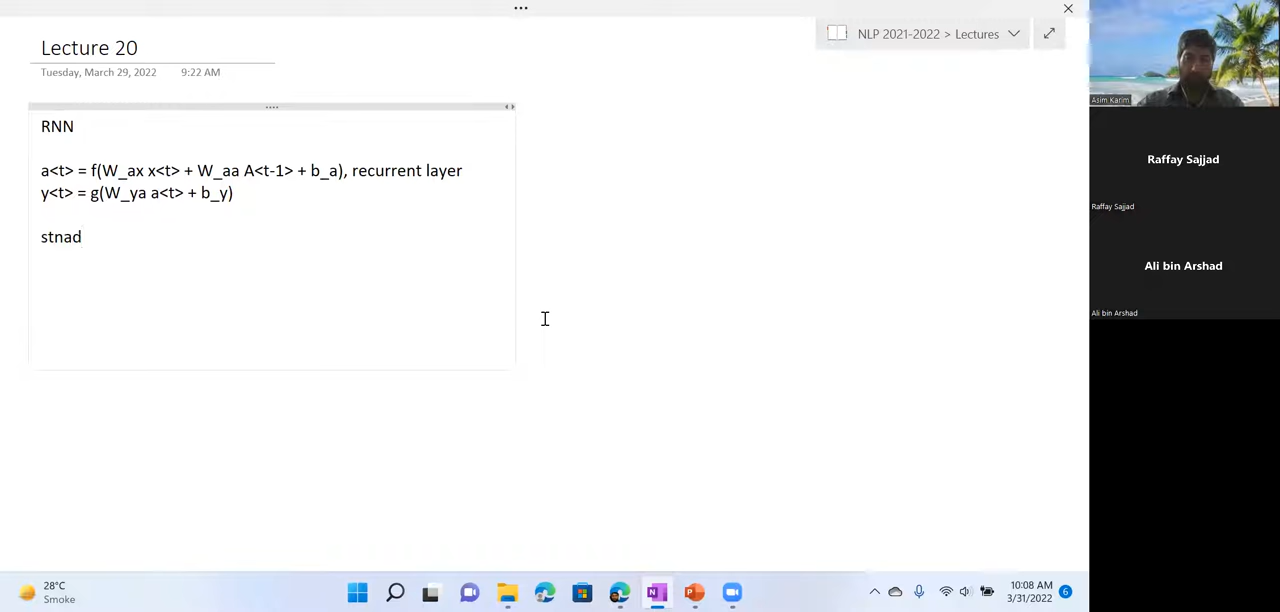 Lecture 20
Tuesday, March 29, 2022 9:22 AM
NLP 2021-2022 > Lectures
RNN
a<t> = f(W_ax x<t> + W_aa A<t-1> + b_a), recurrent layer
y<t> = g(W_ya a<t> + b_y)
stnad
Asim Karim
Raffay Sajjad
Raffay Sajjad
Ali bin Arshad
Ali bin Arshad
28°C
Smoke
10:08 AM
3/31/2022
6